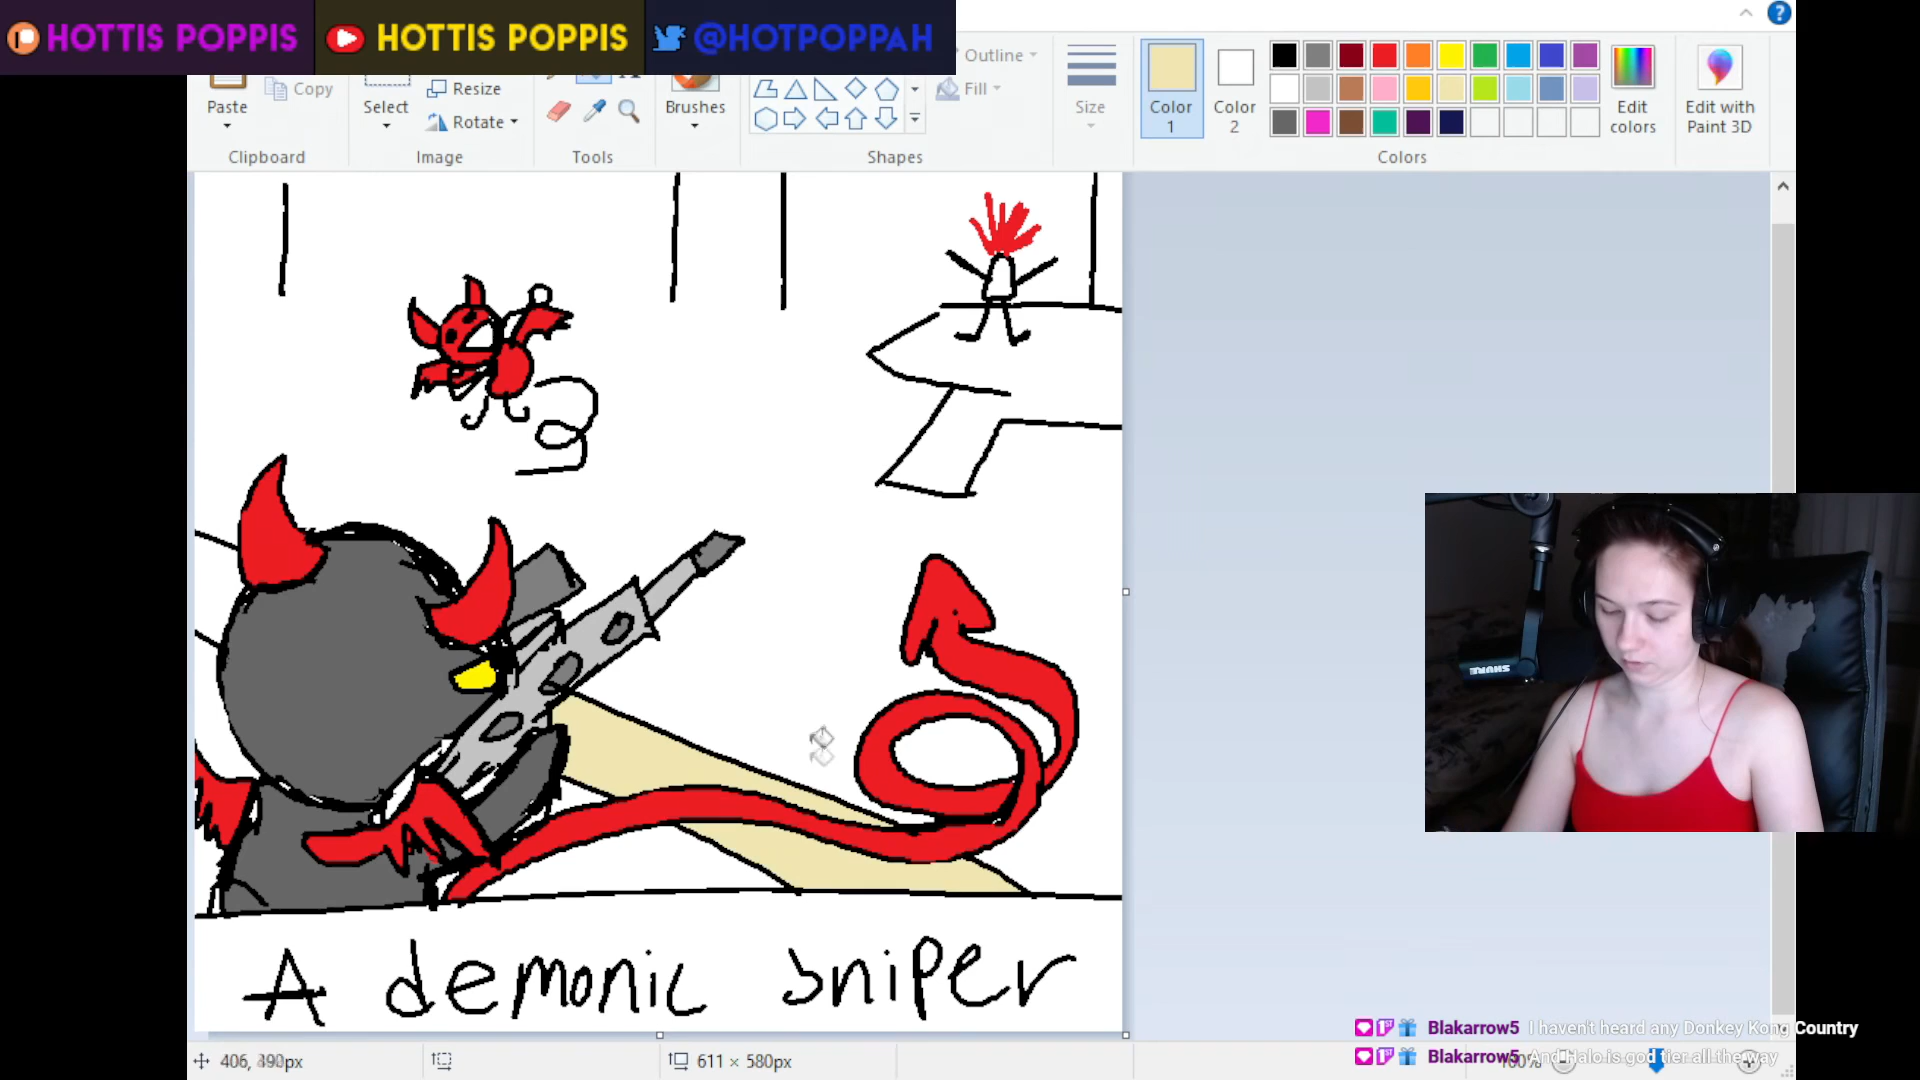 HOTTIS POPPIS HOTTIS POPPIS @HOTPOPPAH
Outline
Paste Copy Select Resize Rotate Brushes Fill Size Color 1 Color 2 Edit colors Edit with Paint 3D
Clipboard Image Tools Shapes Colors
A demonic sniper
SHURE
Blakarrow5 I haven't heard any Donkey Kong Country
Blakarrow5 And Halo is god tier all the way
611 × 580px
100%